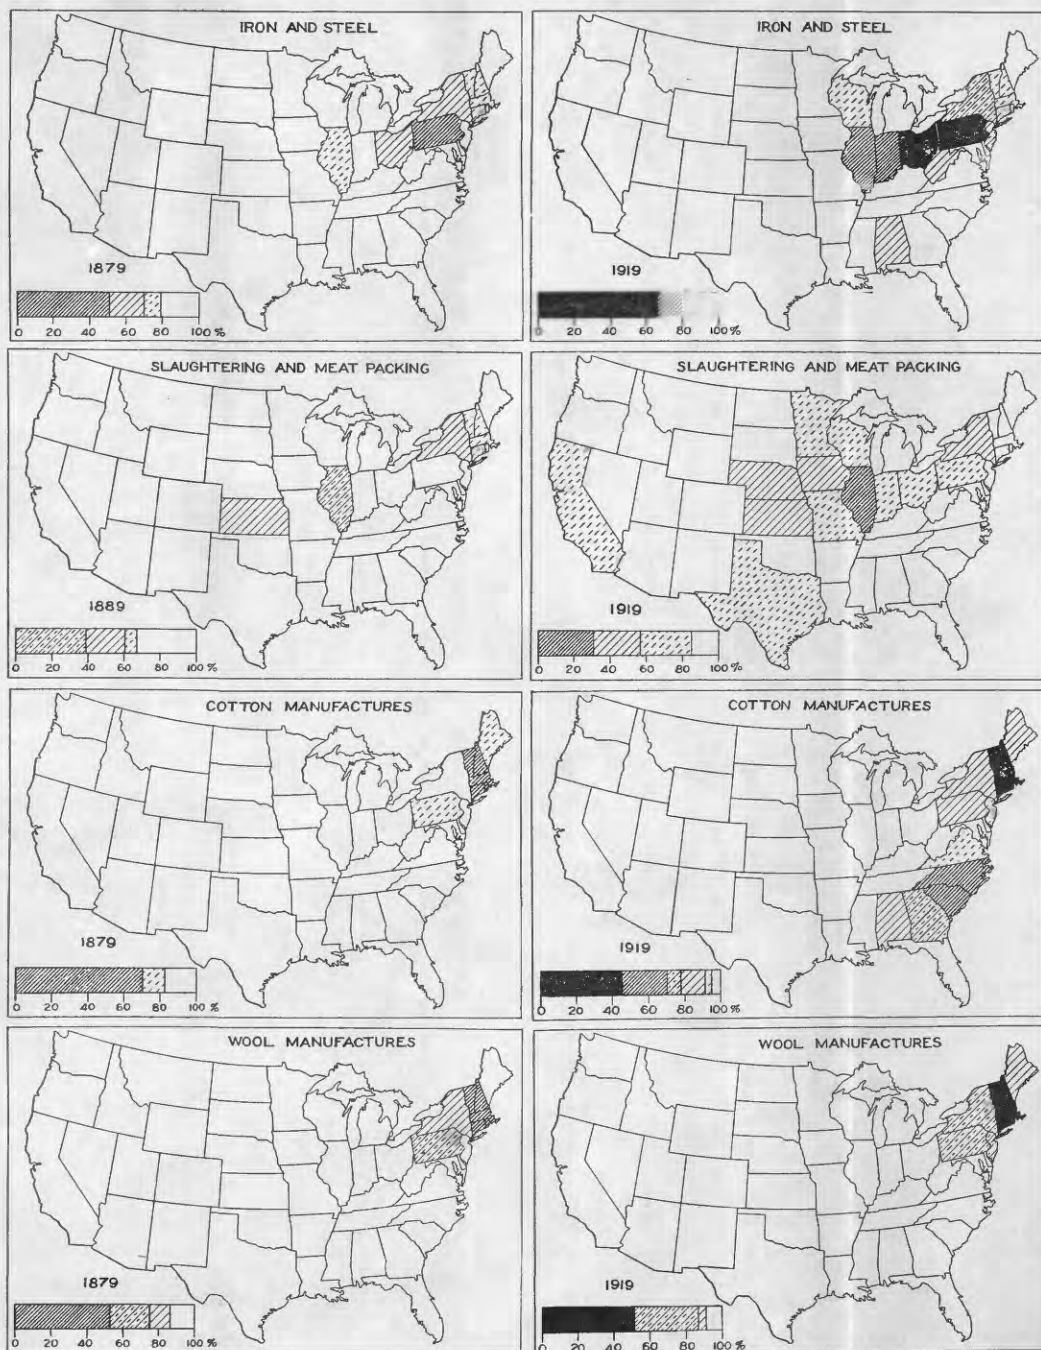 IRON AND STEEL
1879
0 20 40 60 80 100 %
IRON AND STEEL
1919
0 20 40 60 80 100 %
SLAUGHTERING AND MEAT PACKING
1889
0 20 40 60 80 100 %
SLAUGHTERING AND MEAT PACKING
1919
0 20 40 60 80 100 %
COTTON MANUFACTURES
1879
0 20 40 60 80 100 %
COTTON MANUFACTURES
1919
0 20 40 60 80 100 %
WOOL MANUFACTURES
1879
0 20 40 60 80 100 %
WOOL MANUFACTURES
1919
0 20 40 60 80 100 %